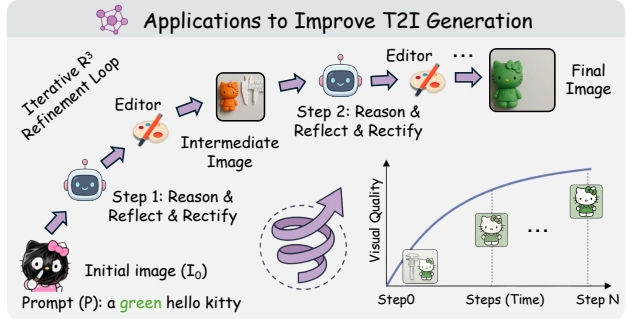 Applications to Improve T2I Generation
Iterative R³
Refinement Loop
Editor
Intermediate
Image
Step 1: Reason &
Reflect & Rectify
Initial image (I₀)
Prompt (P): a green hello kitty
Editor
...
Step 2: Reason &
Reflect & Rectify
Final
Image
Visual Quality
...
Step0
Steps (Time)
Step N